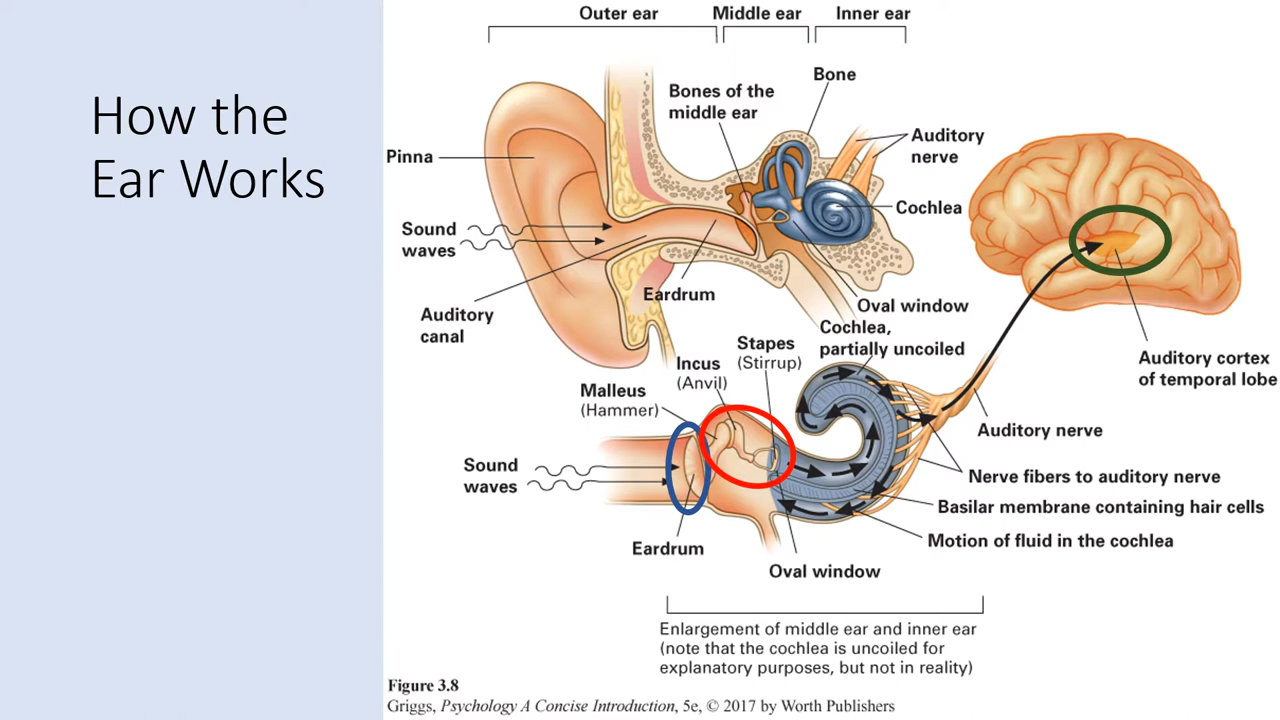 How the
Ear Works
Outer ear
Middle ear
Inner ear
Bone
Bones of the
middle ear
Auditory
nerve
Pinna
Cochlea
Sound
waves
Eardrum
Auditory
canal
Oval window
Cochlea,
partially uncoiled
Stapes
(Stirrup)
Incus
(Anvil)
Malleus
(Hammer)
Auditory cortex
of temporal lobe
Auditory nerve
Sound
waves
Nerve fibers to auditory nerve
Basilar membrane containing hair cells
Motion of fluid in the cochlea
Eardrum
Oval window
Enlargement of middle ear and inner ear
(note that the cochlea is uncoiled for
explanatory purposes, but not in reality)
Figure 3.8
Griggs, Psychology A Concise Introduction, 5e, © 2017 by Worth Publishers